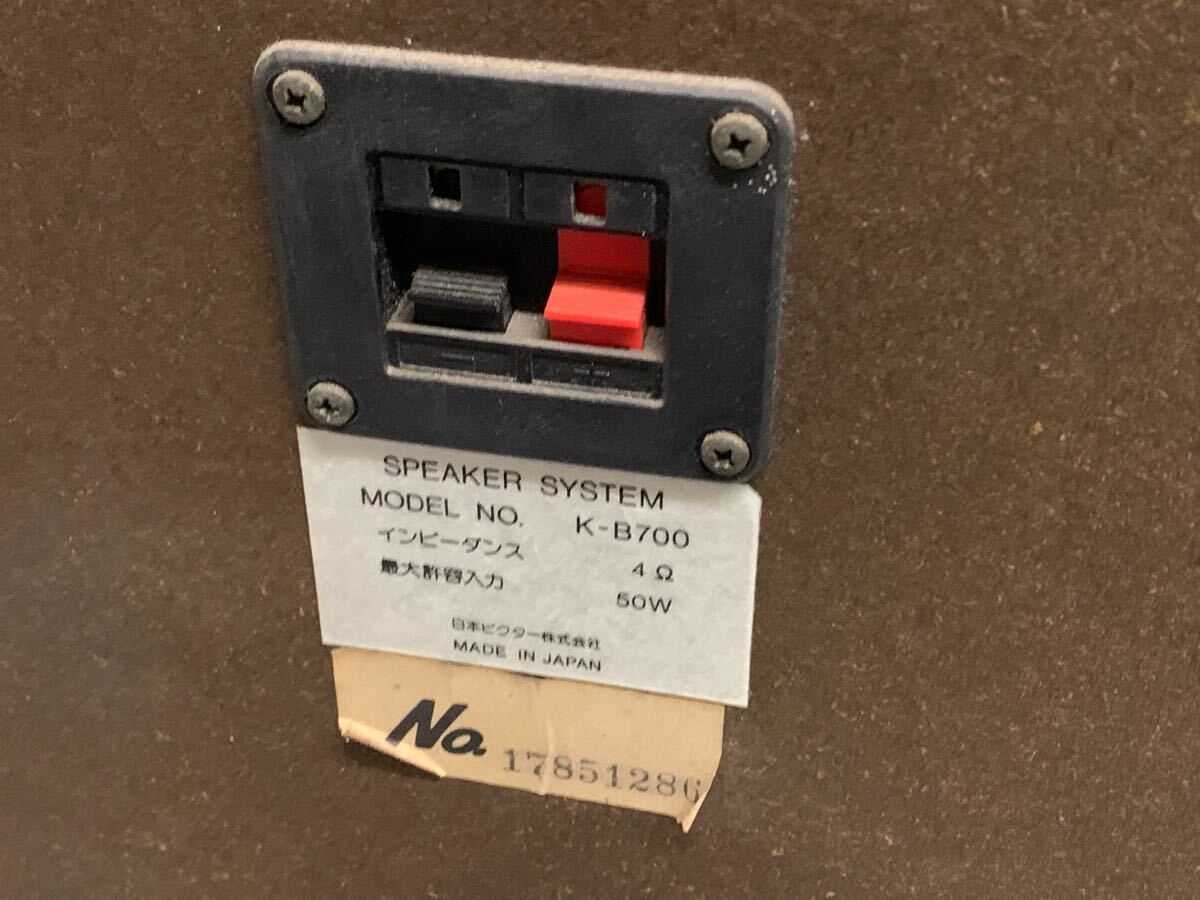 − +
SPEAKER SYSTEM
MODEL NO. K-B700
インピーダンス 4Ω
最大許容入力 50W
日本ビクター株式会社
MADE IN JAPAN
No. 17851286